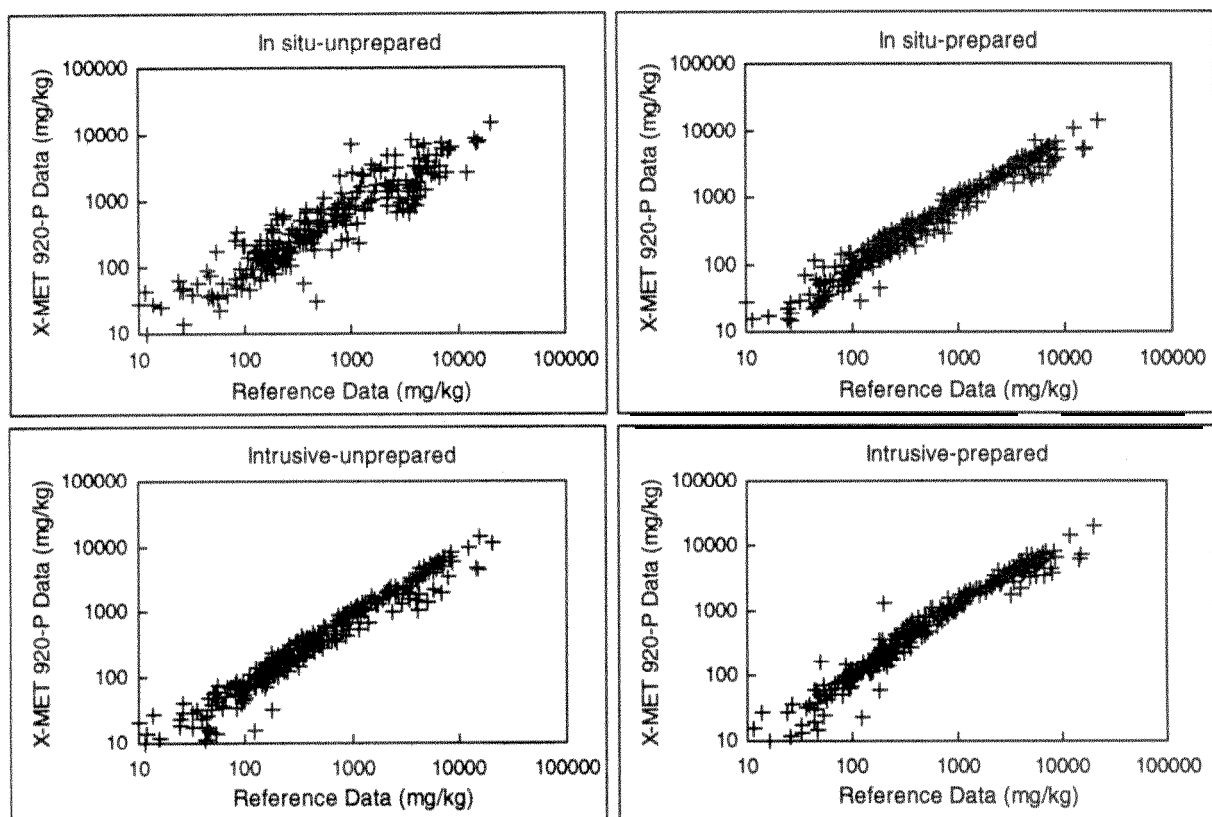 In situ-unprepared
X-MET 920-P Data (mg/kg)
100000
10000
1000
100
10
10 100 1000 10000 100000
Reference Data (mg/kg)
In situ-prepared
X-MET 920-P Data (mg/kg)
100000
10000
1000
100
10
10 100 1000 10000 100000
Reference Data (mg/kg)
Intrusive-unprepared
X-MET 920-P Data (mg/kg)
100000
10000
1000
100
10
10 100 1000 10000 100000
Reference Data (mg/kg)
Intrusive-prepared
X-MET 920-P Data (mg/kg)
100000
10000
1000
100
10
10 100 1000 10000 100000
Reference Data (mg/kg)